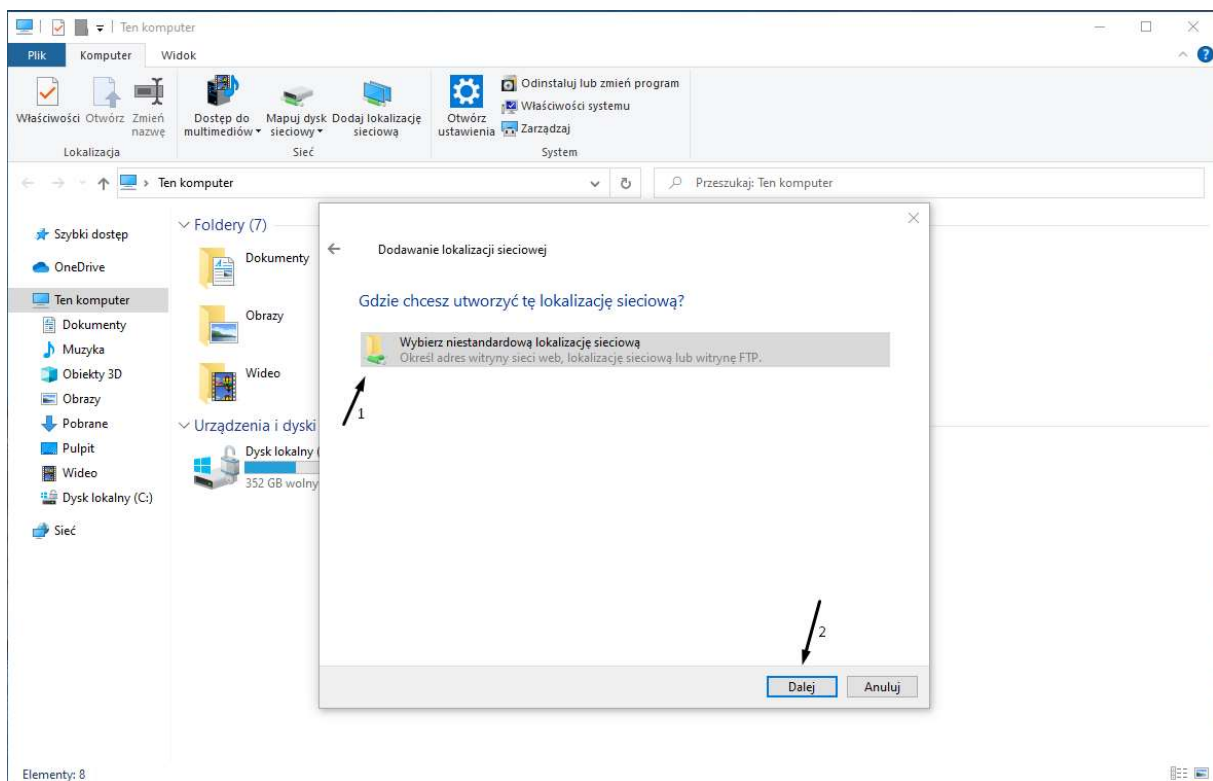 Ten komputer
Plik Komputer Widok
Właściwości Otwórz Zmień nazwę
Lokalizacja
Dostęp do multimediów Mapuj dysk sieciowy Dodaj lokalizację sieciową
Sieć
Otwórz ustawienia
Odinstaluj lub zmień program
Właściwości systemu
Zarządzaj
System
Ten komputer
Przeszukaj: Ten komputer
Szybki dostęp
OneDrive
Ten komputer
Dokumenty
Muzyka
Obiekty 3D
Obrazy
Pobrane
Pulpit
Wideo
Dysk lokalny (C:)
Sieć
Foldery (7)
Dokumenty
Obrazy
Wideo
Urządzenia i dyski
Dysk lokalny (
352 GB wolny
Dodawanie lokalizacji sieciowej
Gdzie chcesz utworzyć tę lokalizację sieciową?
Wybierz niestandardową lokalizację sieciową
Określ adres witryny sieci web, lokalizację sieciową lub witrynę FTP.
1
2
Dalej Anuluj
Elementy: 8